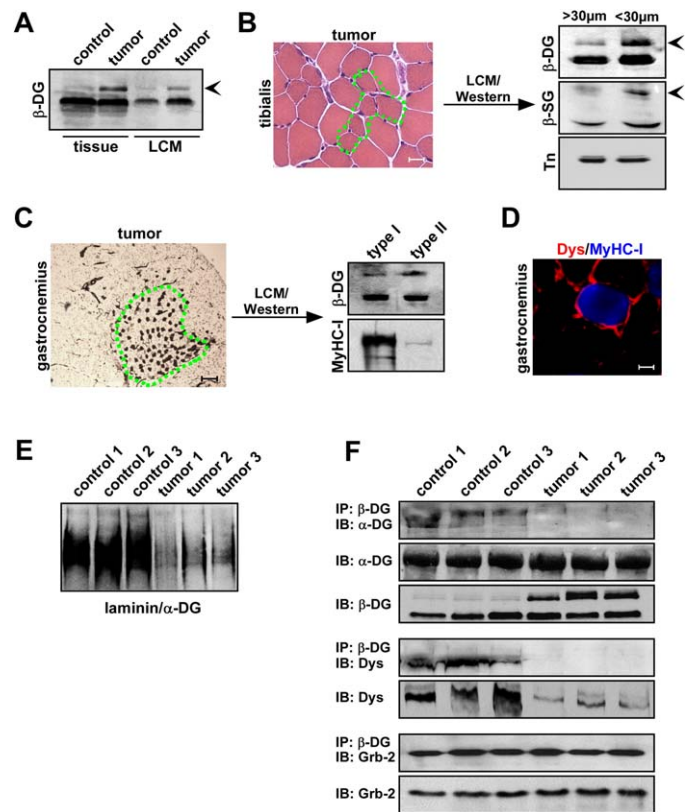 A
control
tumor
control
tumor
β-DG
tissue
LCM
B
tumor
tibialis
LCM/
Western
>30μm
<30μm
β-DG
β-SG
Tn
C
tumor
gastrocnemius
LCM/
Western
type I
type II
β-DG
MyHC-I
D
Dys/MyHC-I
gastrocnemius
E
control 1
control 2
control 3
tumor 1
tumor 2
tumor 3
laminin/α-DG
F
control 1
control 2
control 3
tumor 1
tumor 2
tumor 3
IP: β-DG
IB: α-DG
IB: α-DG
IB: β-DG
IP: β-DG
IB: Dys
IB: Dys
IP: β-DG
IB: Grb-2
IB: Grb-2